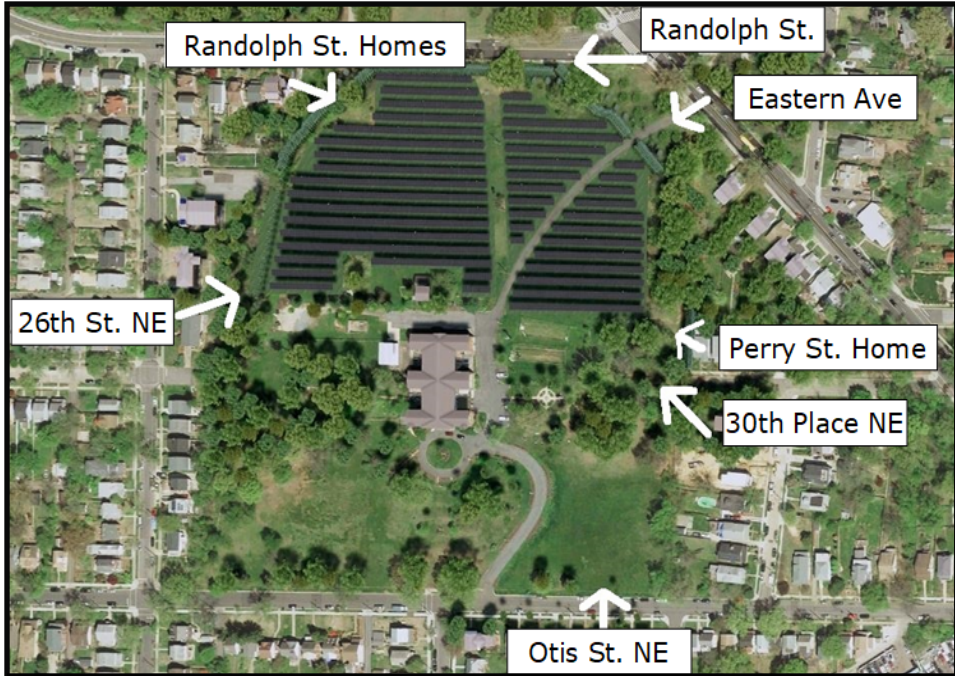 Randolph St.
Randolph St. Homes
Eastern Ave
26th St. NE
Perry St. Home
30th Place NE
Otis St. NE